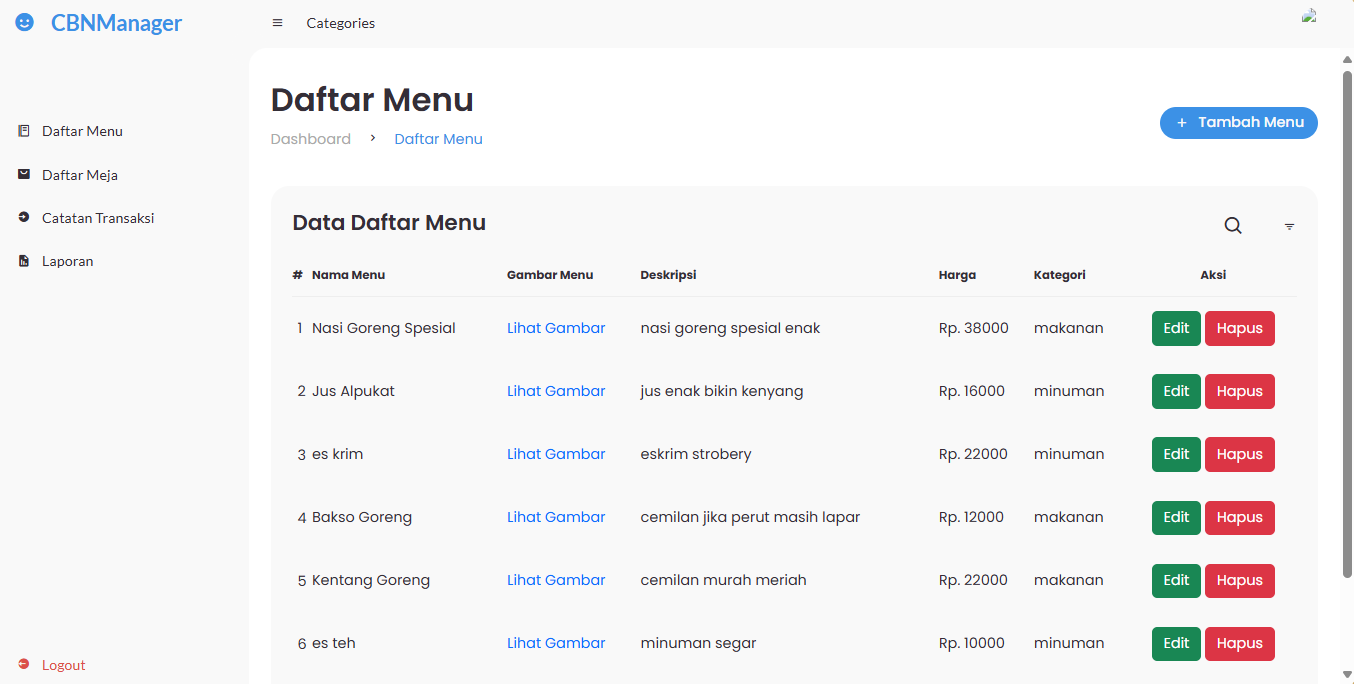 CBNManager
Categories
Daftar Menu
Daftar Meja
Catatan Transaksi
Laporan
Logout
Daftar Menu
Dashboard > Daftar Menu
+ Tambah Menu
Data Daftar Menu
# Nama Menu Gambar Menu Deskripsi Harga Kategori Aksi
1 Nasi Goreng Spesial Lihat Gambar nasi goreng spesial enak Rp. 38000 makanan Edit Hapus
2 Jus Alpukat Lihat Gambar jus enak bikin kenyang Rp. 16000 minuman Edit Hapus
3 es krim Lihat Gambar eskrim strobery Rp. 22000 minuman Edit Hapus
4 Bakso Goreng Lihat Gambar cemilan jika perut masih lapar Rp. 12000 makanan Edit Hapus
5 Kentang Goreng Lihat Gambar cemilan murah meriah Rp. 22000 makanan Edit Hapus
6 es teh Lihat Gambar minuman segar Rp. 10000 minuman Edit Hapus